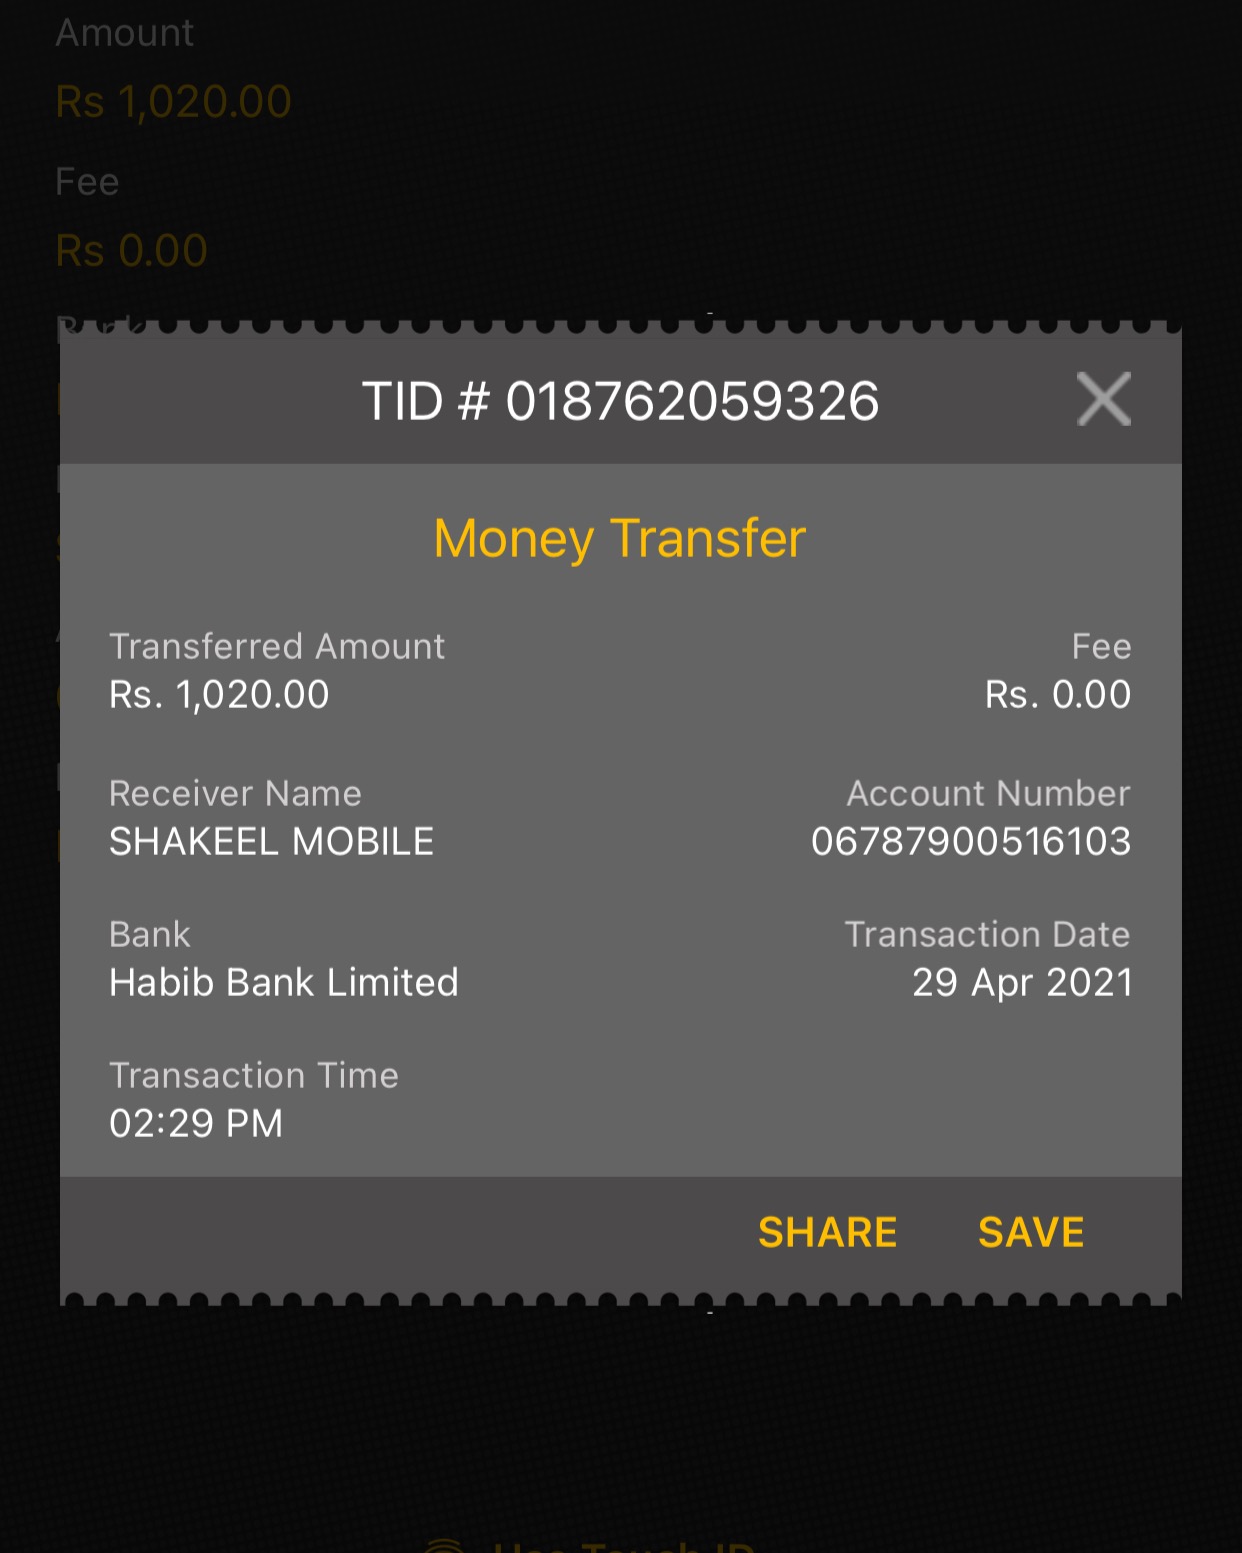 Amount
Rs 1,020.00
Fee
Rs 0.00
Bank
TID # 018762059326
Money Transfer
Transferred Amount
Fee
Rs. 1,020.00
Rs. 0.00
Receiver Name
Account Number
SHAKEEL MOBILE
06787900516103
Bank
Transaction Date
Habib Bank Limited
29 Apr 2021
Transaction Time
02:29 PM
SHARE SAVE
Use Touch ID